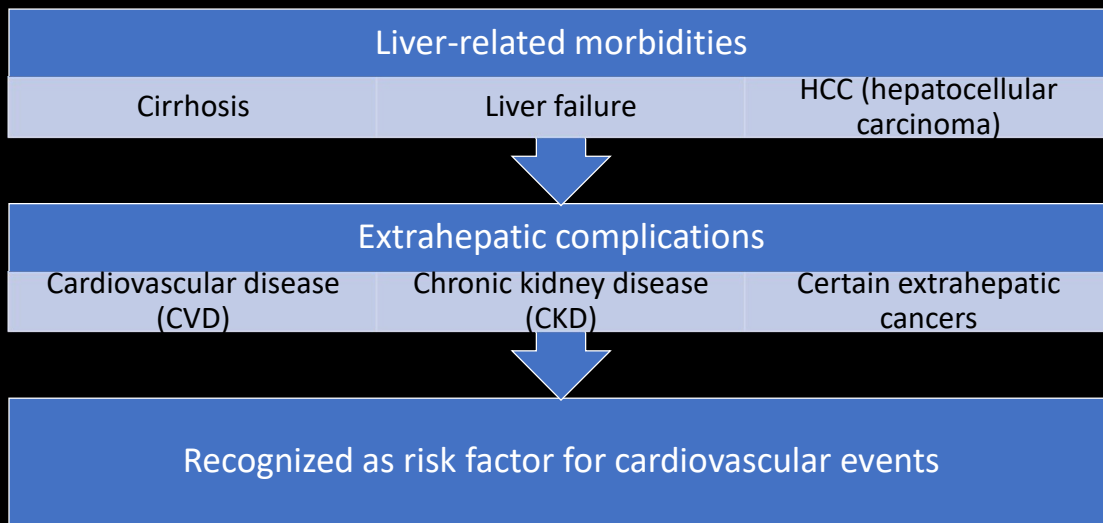 Liver-related morbidities
Cirrhosis
Liver failure
HCC (hepatocellular
carcinoma)
Extrahepatic complications
Cardiovascular disease
(CVD)
Chronic kidney disease
(CKD)
Certain extrahepatic
cancers
Recognized as risk factor for cardiovascular events